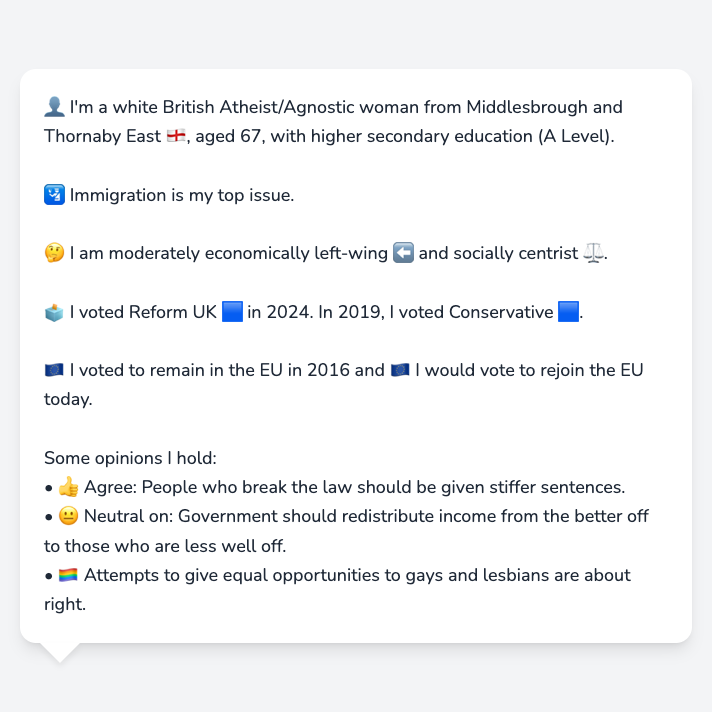 👤 I'm a white British Atheist/Agnostic woman from Middlesbrough and
Thornaby East 🏴󠁧󠁢󠁥󠁮󠁧󠁿, aged 67, with higher secondary education (A Level).
🛂 Immigration is my top issue.
🤔 I am moderately economically left-wing ⬅️ and socially centrist ⚖️.
🗳️ I voted Reform UK 🟦 in 2024. In 2019, I voted Conservative 🟦.
🇪🇺 I voted to remain in the EU in 2016 and 🇪🇺 I would vote to rejoin the EU
today.
Some opinions I hold:
• 👍 Agree: People who break the law should be given stiffer sentences.
• 😐 Neutral on: Government should redistribute income from the better off
to those who are less well off.
• 🏳️‍🌈 Attempts to give equal opportunities to gays and lesbians are about
right.